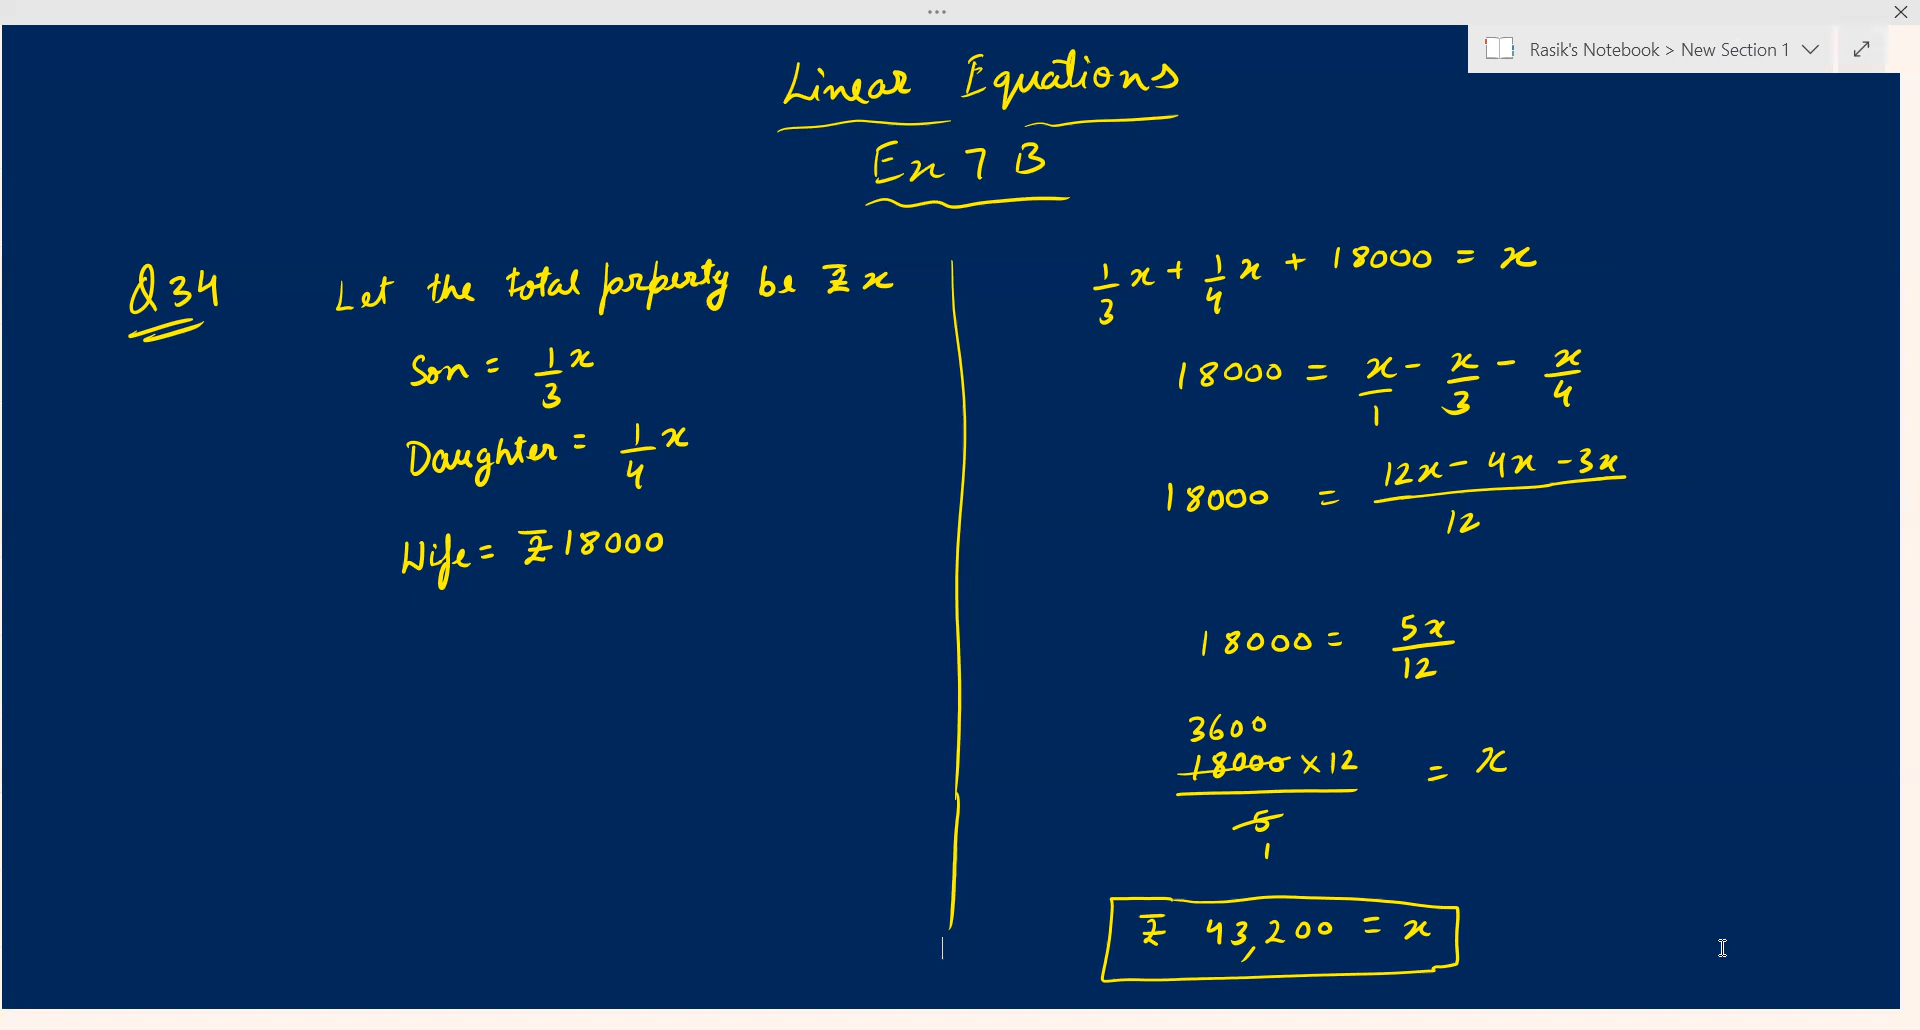 Rasik's Notebook > New Section 1
Linear Equations
Ex 7 B
Q 34
Let the total property be ₹ x
Son = 1/3 x
Daughter = 1/4 x
Wife = ₹ 18000
1/3 x + 1/4 x + 18000 = x
18000 = x/1 - x/3 - x/4
18000 = 12x - 4x - 3x / 12
18000 = 5x/12
3600
18000 × 12 / 5 = x
1
₹ 43,200 = x